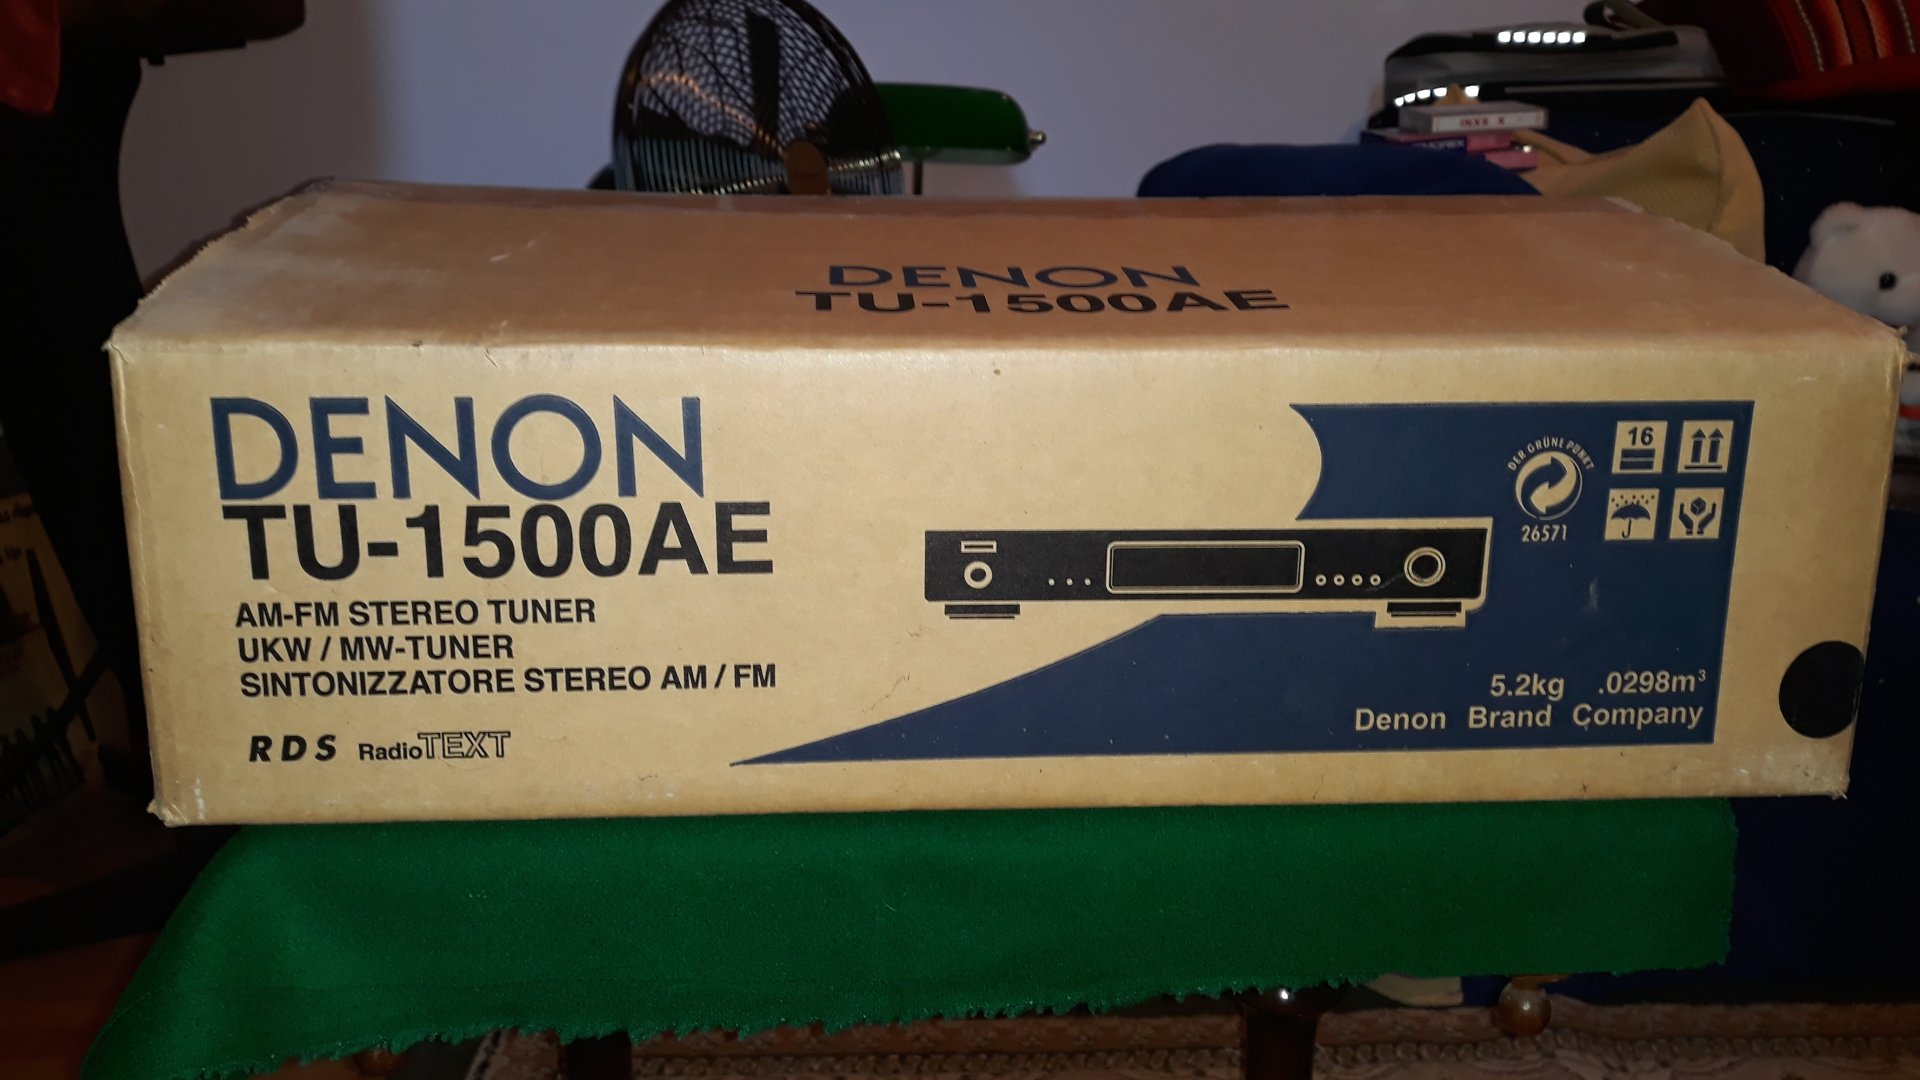 DENON
TU-1500AE
DENON
TU-1500AE
AM-FM STEREO TUNER
UKW / MW-TUNER
SINTONIZZATORE STEREO AM / FM
RDS RadioTEXT
DER GRÜNE PUNKT
26571
16
5.2kg .0298m³
Denon Brand Company